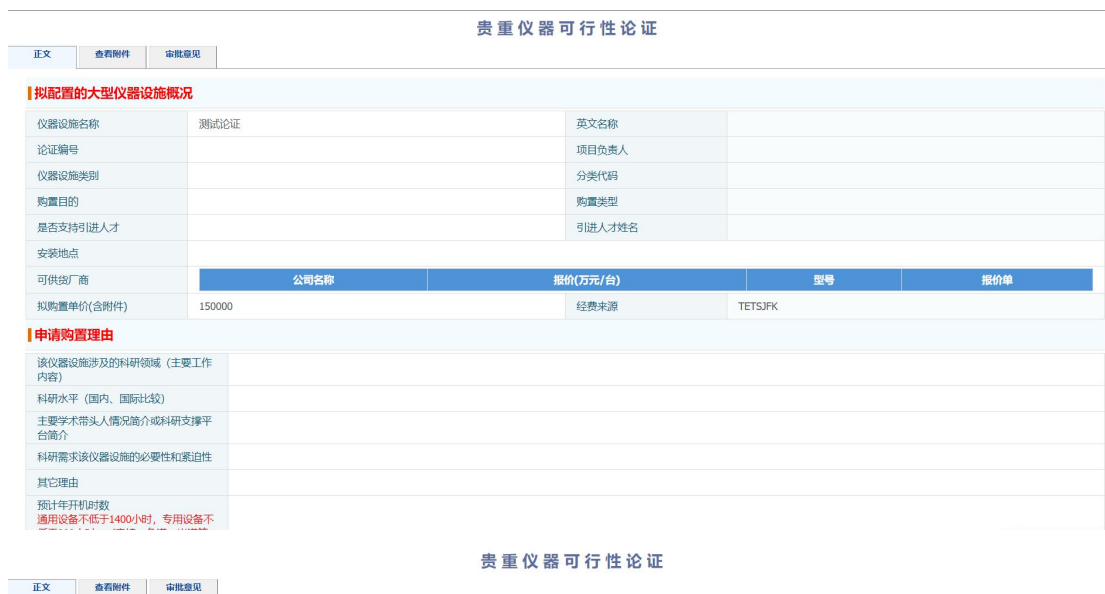 贵重仪器可行性论证
正文 查看附件 审批意见
拟配置的大型仪器设施概况
仪器设施名称 测试论证 英文名称
论证编号 项目负责人
仪器设施类别 分类代码
购置目的 购置类型
是否支持引进人才 引进人才姓名
安装地点
可供货厂商 公司名称 报价(万元/台) 型号 报价单
拟购置单价(含附件) 150000 经费来源 TETSJFK
申请购置理由
该仪器设施涉及的科研领域（主要工作
内容）
科研水平（国内、国际比较）
主要学术带头人情况简介或科研支撑平
台简介
科研需求该仪器设施的必要性和紧迫性
其它理由
预计年开机时数
通用设备不低于1400小时，专用设备不
贵重仪器可行性论证
正文 查看附件 审批意见